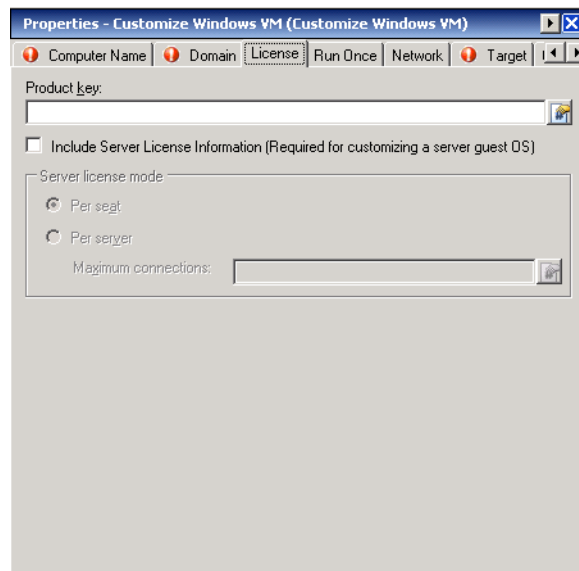 Properties - Customize Windows VM (Customize Windows VM)
Computer Name Domain License Run Once Network Target
Product key:
Include Server License Information (Required for customizing a server guest OS)
Server license mode
Per seat
Per server
Maximum connections: